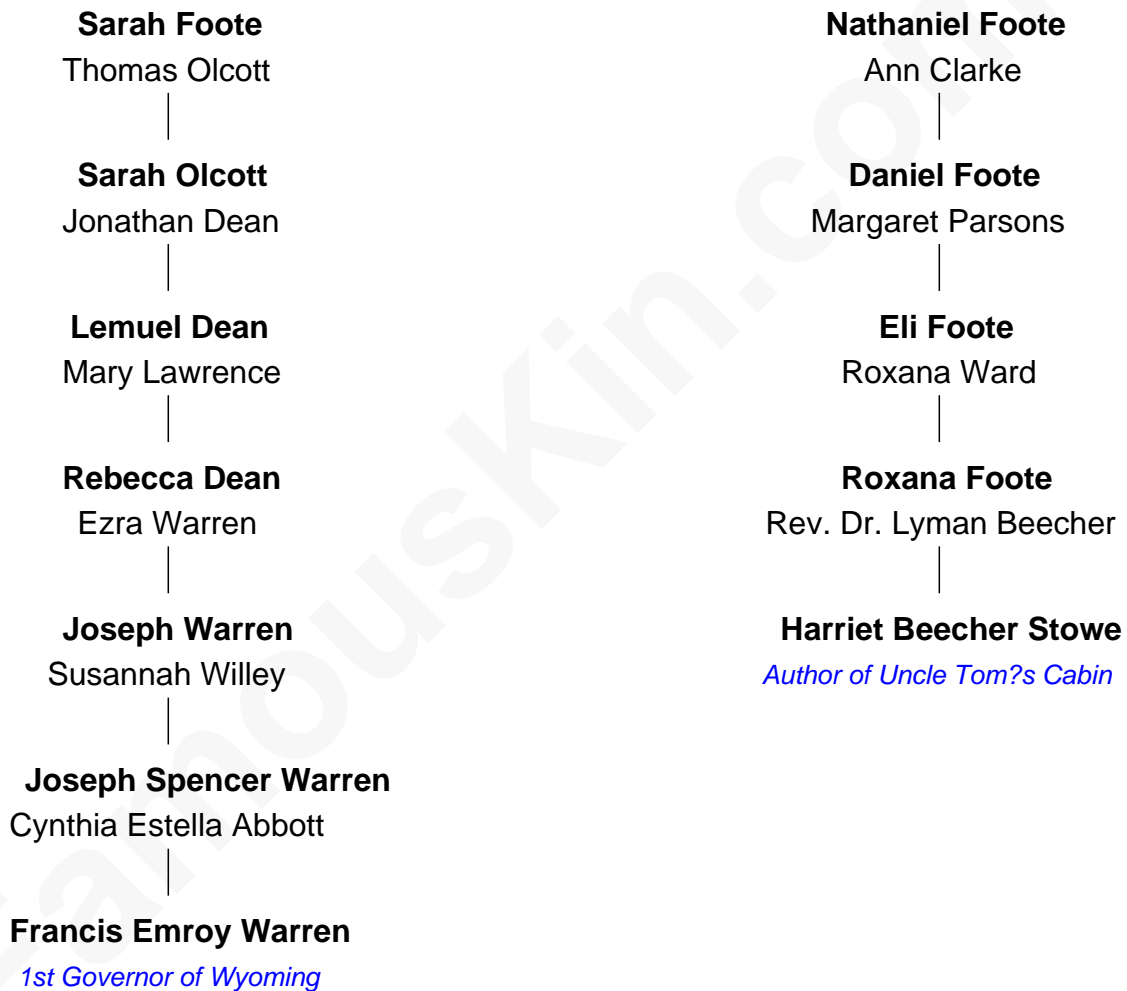 Sarah Foote
Thomas Olcott
Sarah Olcott
Jonathan Dean
Lemuel Dean
Mary Lawrence
Rebecca Dean
Ezra Warren
Joseph Warren
Susannah Willey
Joseph Spencer Warren
Cynthia Estella Abbott
Francis Emroy Warren
1st Governor of Wyoming
Nathaniel Foote
Ann Clarke
Daniel Foote
Margaret Parsons
Eli Foote
Roxana Ward
Roxana Foote
Rev. Dr. Lyman Beecher
Harriet Beecher Stowe
Author of Uncle Tom?s Cabin
FamousKin.com